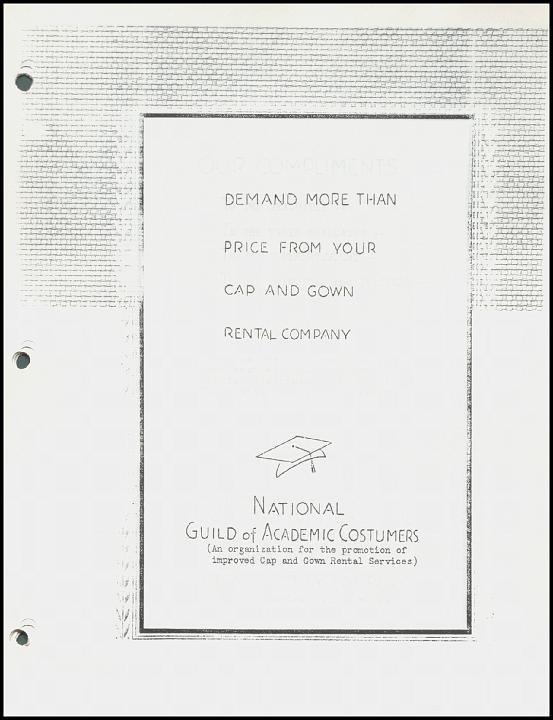 DEMAND MORE THAN
PRICE FROM YOUR
CAP AND GOWN
RENTAL COMPANY
NATIONAL
GUILD of ACADEMIC COSTUMERS
(An organization for the promotion of
improved Cap and Gown Rental Services)